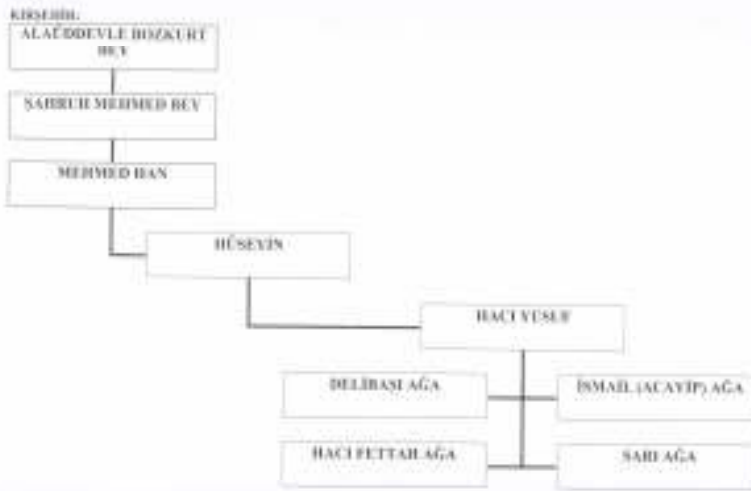 KIRŞEHİR:
ALAÜDDEVLE BOZKURT
BEY
ŞAHRUH MEHMED BEY
MEHMED HAN
HÜSEYİN
HACI YUSUF
DELİBAŞI AĞA
İSMAİL (ACAYİP) AĞA
HACI FETTAH AĞA
SARI AĞA